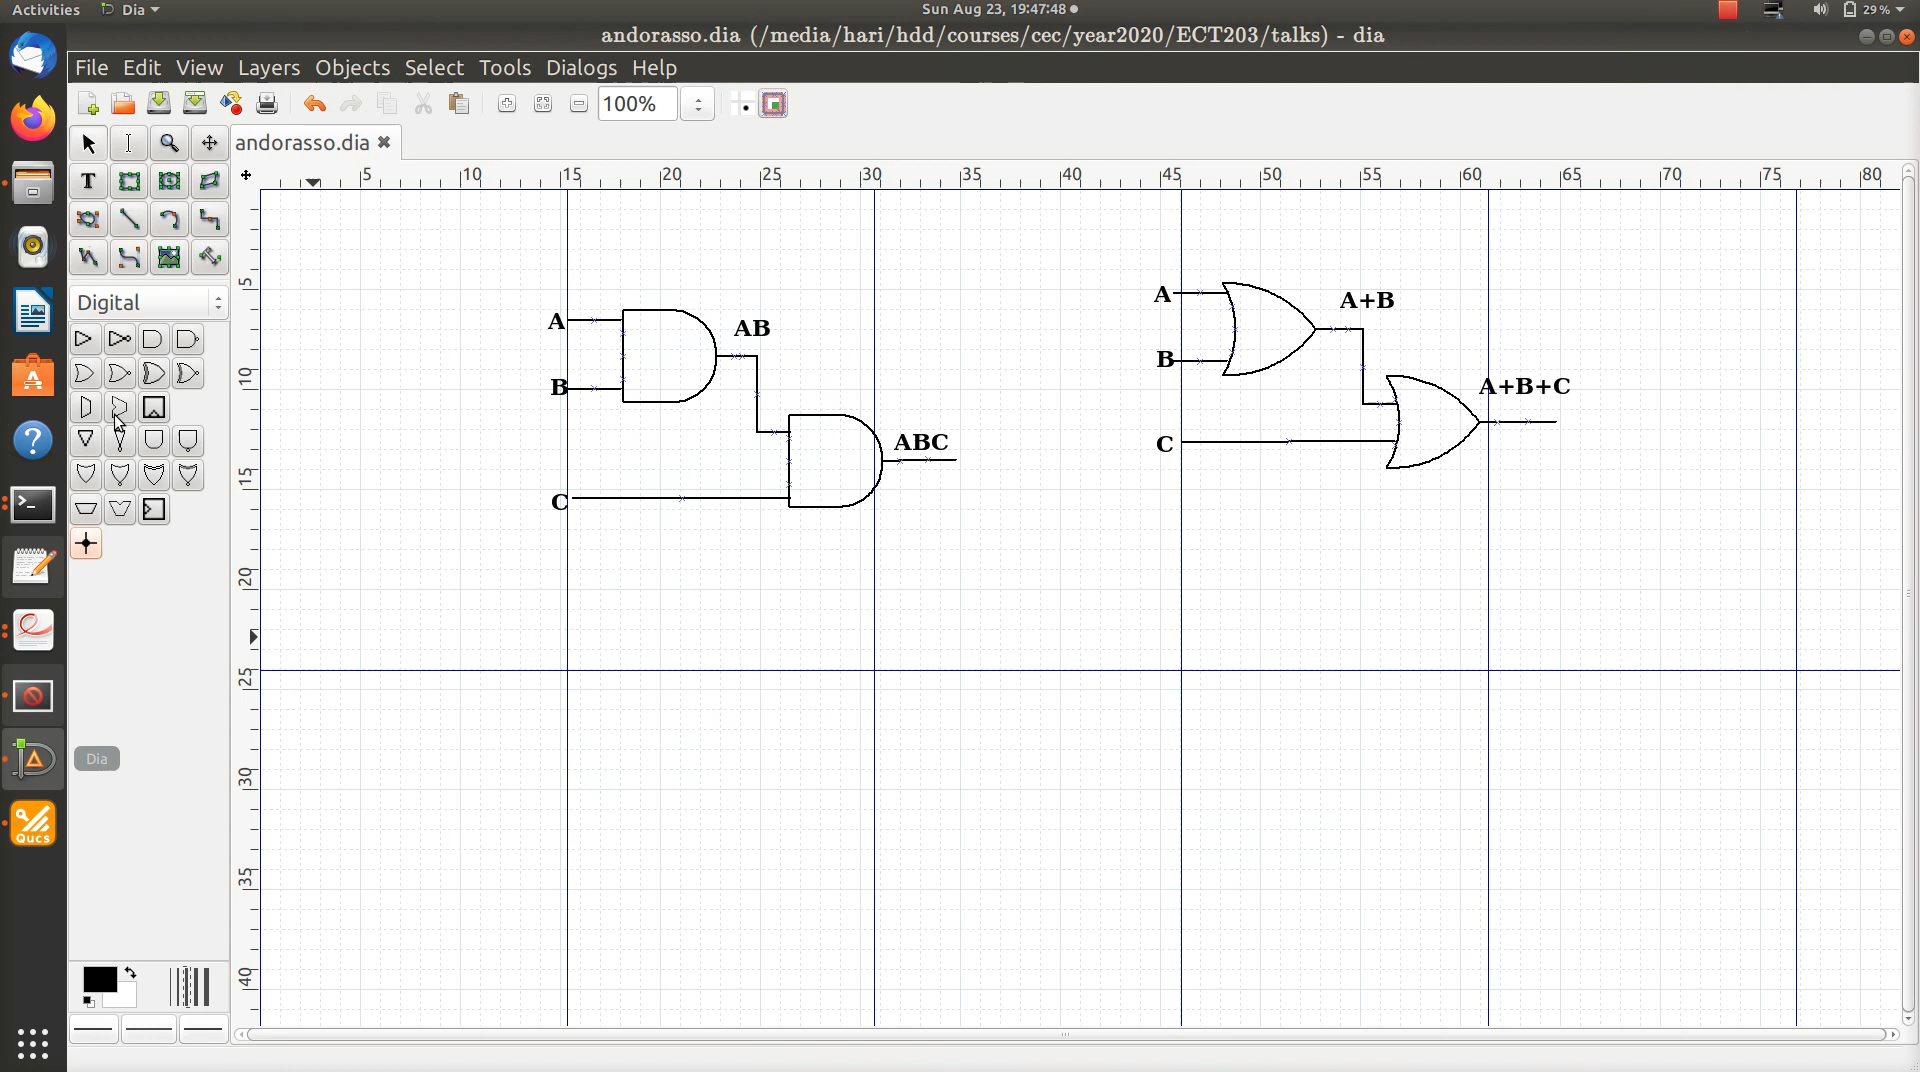 Activities Dia Sun Aug 23, 19:47:48 29 %
andorasso.dia (/media/hari/hdd/courses/cec/year2020/ECT203/talks) - dia
File Edit View Layers Objects Select Tools Dialogs Help
100%
andorasso.dia
5 10 15 20 25 30 35 40 45 50 55 60 65 70 75 80
T
Digital
5
10
15
20
25
30
35
40
A
B
AB
C
ABC
A
B
A+B
C
A+B+C
Dia
Qucs